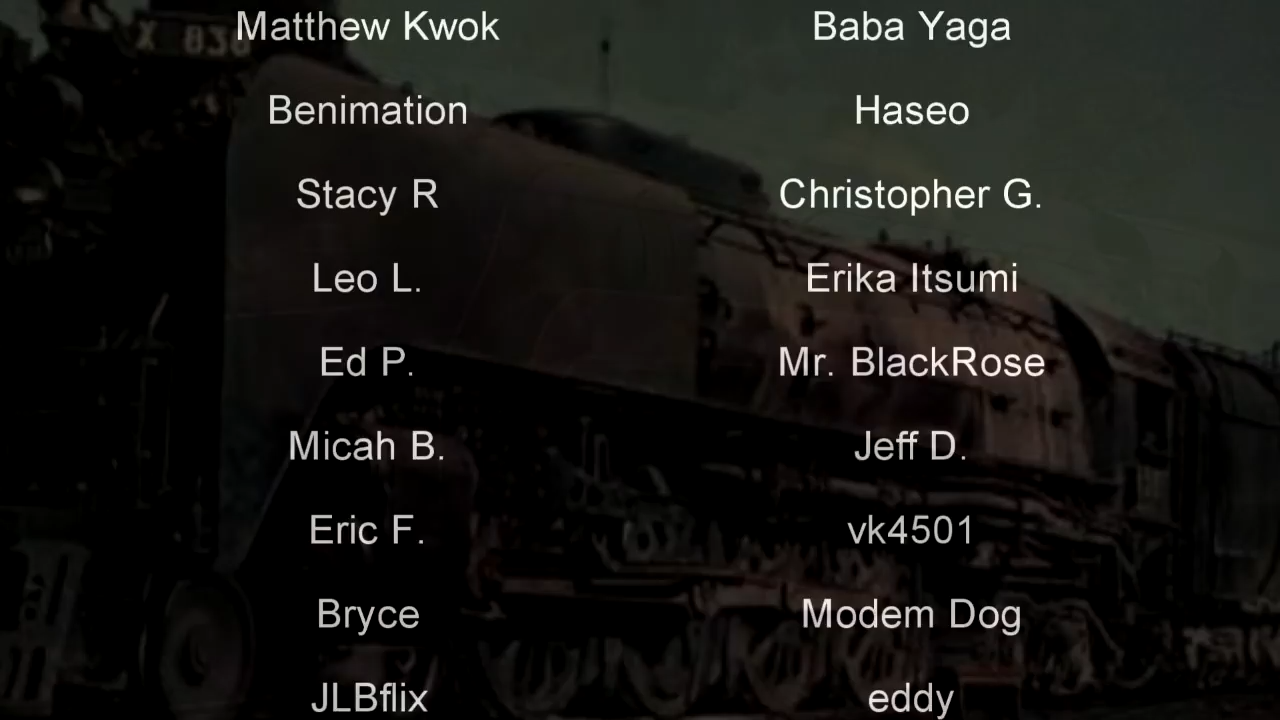 X 838
Matthew Kwok
Baba Yaga
Benimation
Haseo
Stacy R
Christopher G.
Leo L.
Erika Itsumi
Ed P.
Mr. BlackRose
Micah B.
Jeff D.
Eric F.
vk4501
Bryce
Modem Dog
JLBflix
eddy